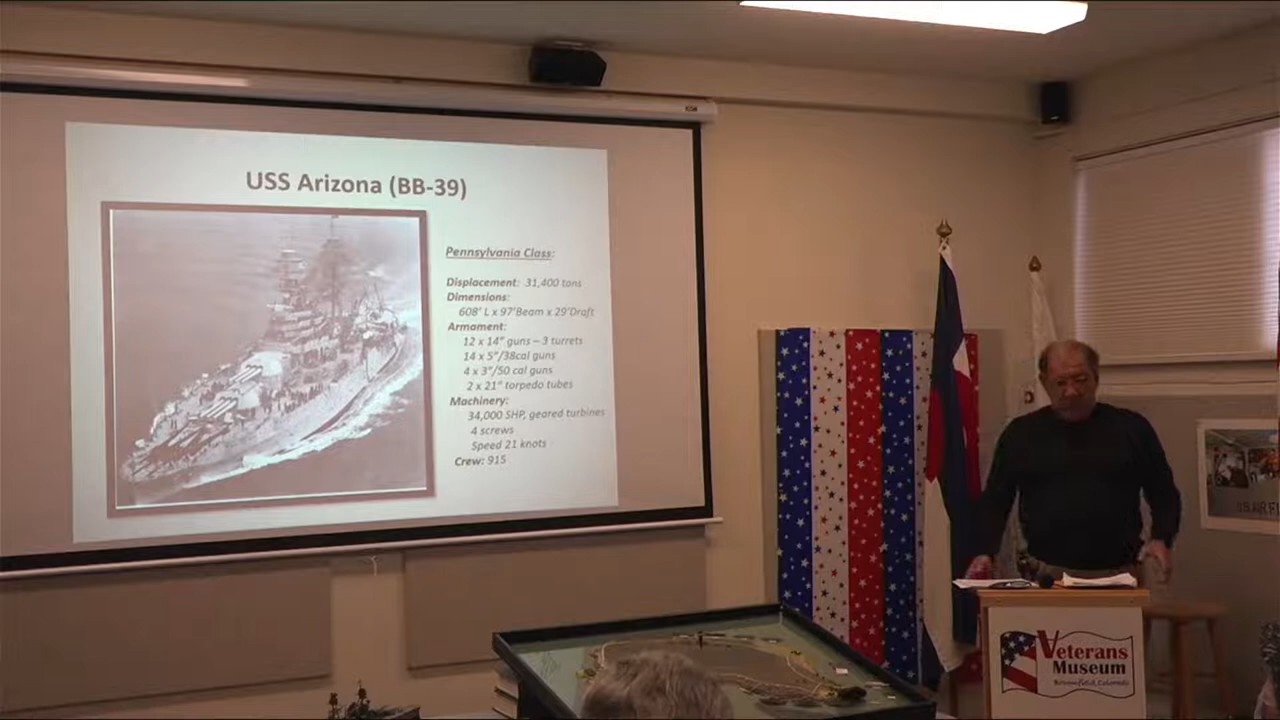 USS Arizona (BB-39)
Pennsylvania Class:
Displacement: 31,400 tons
Dimensions:
608' L x 97'Beam x 29'Draft
Armament:
12 x 14" guns – 3 turrets
14 x 5"/38cal guns
4 x 3"/50 cal guns
2 x 21" torpedo tubes
Machinery:
34,000 SHP, geared turbines
4 screws
Speed 21 knots
Crew: 915
Veterans
Museum
Broomfield, Colorado